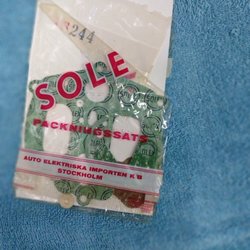 244
SOLE
PACKNINGSSATS
AUTO ELEKTRISKA IMPORTEN K B
STOCKHOLM